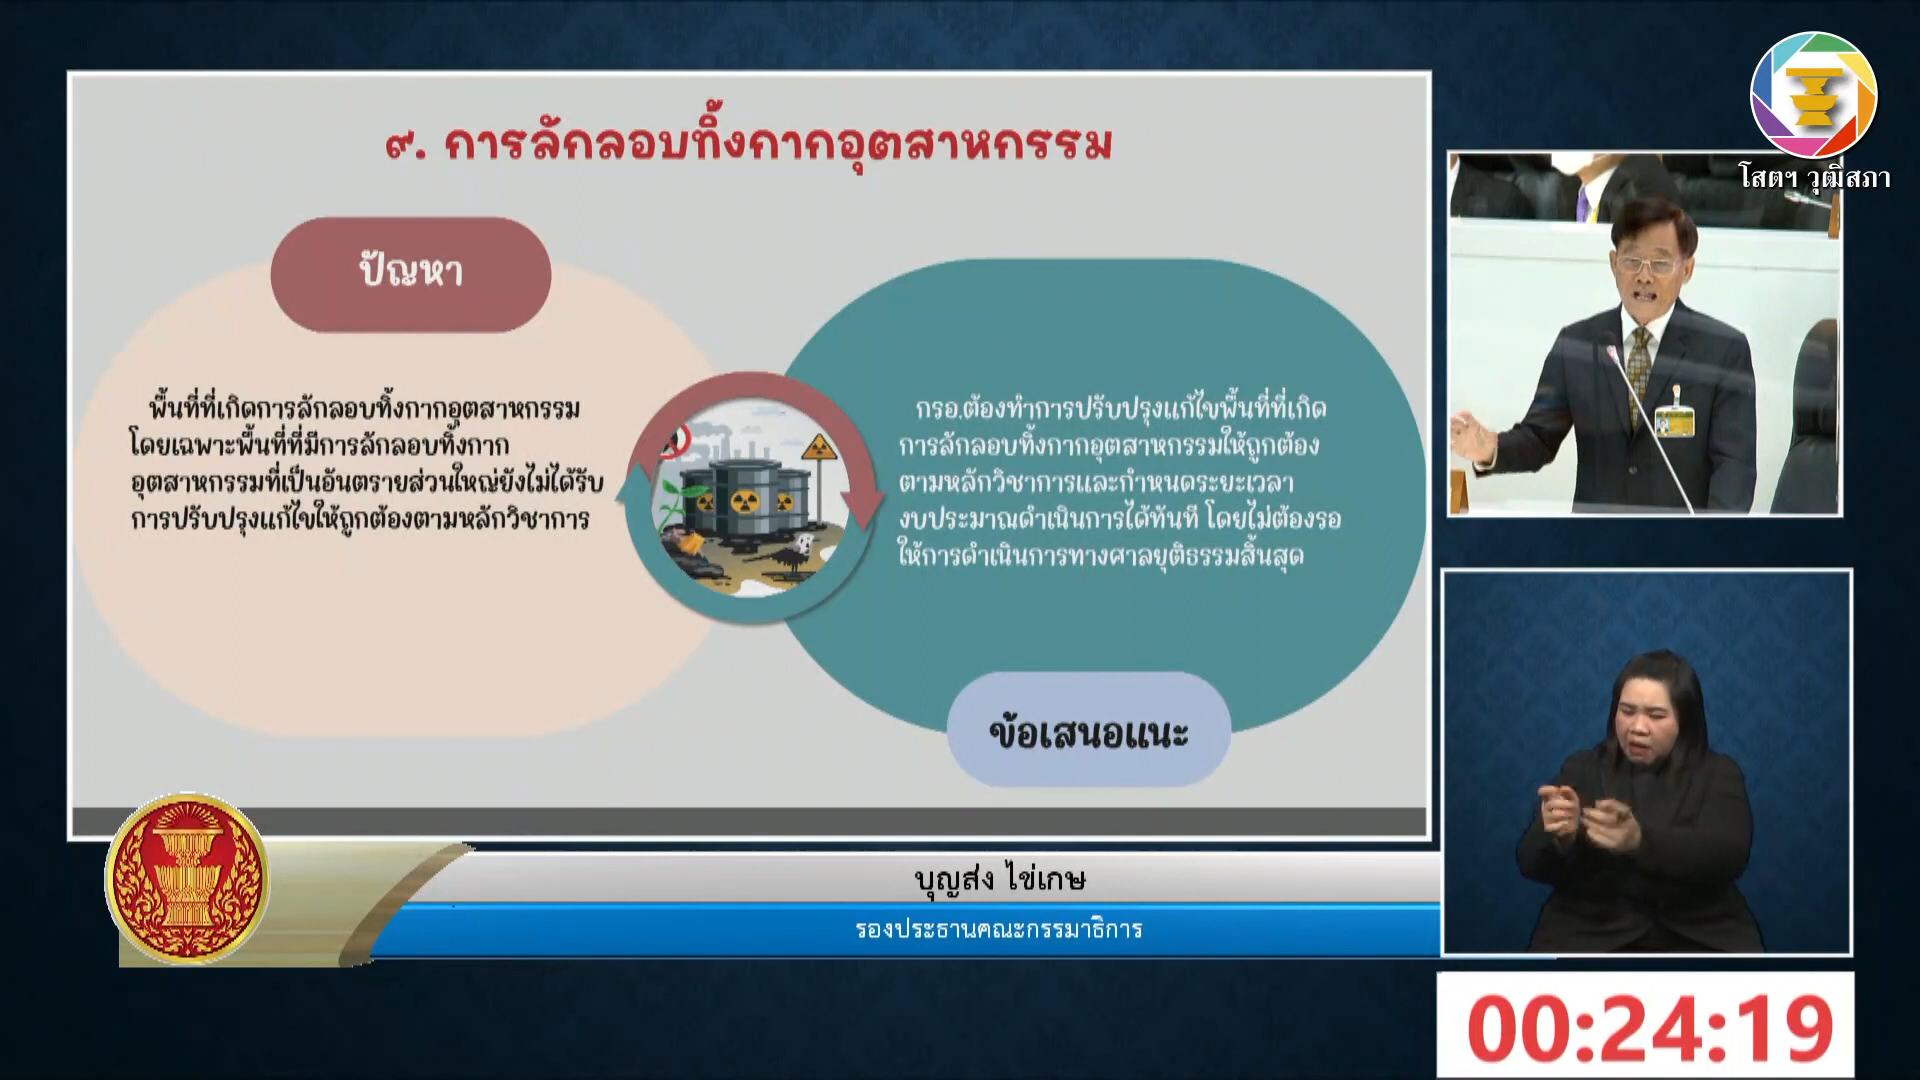 โสตฯ วุฒิสภา
๙. การลักลอบทิ้งกากอุตสาหกรรม
ปัญหา
พื้นที่ที่เกิดการลักลอบทิ้งกากอุตสาหกรรม
โดยเฉพาะพื้นที่ที่มีการลักลอบทิ้งกาก
อุตสาหกรรมที่เป็นอันตรายส่วนใหญ่ยังไม่ได้รับ
การปรับปรุงแก้ไขให้ถูกต้องตามหลักวิชาการ
กรอ.ต้องทำการปรับปรุงแก้ไขพื้นที่ที่เกิด
การลักลอบทิ้งกากอุตสาหกรรมให้ถูกต้อง
ตามหลักวิชาการและกำหนดระยะเวลา
งบประมาณดำเนินการได้ทันที โดยไม่ต้องรอ
ให้การดำเนินการทางศาลยุติธรรมสิ้นสุด
ข้อเสนอแนะ
บุญส่ง ไข่เกษ
รองประธานคณะกรรมาธิการ
00:24:19